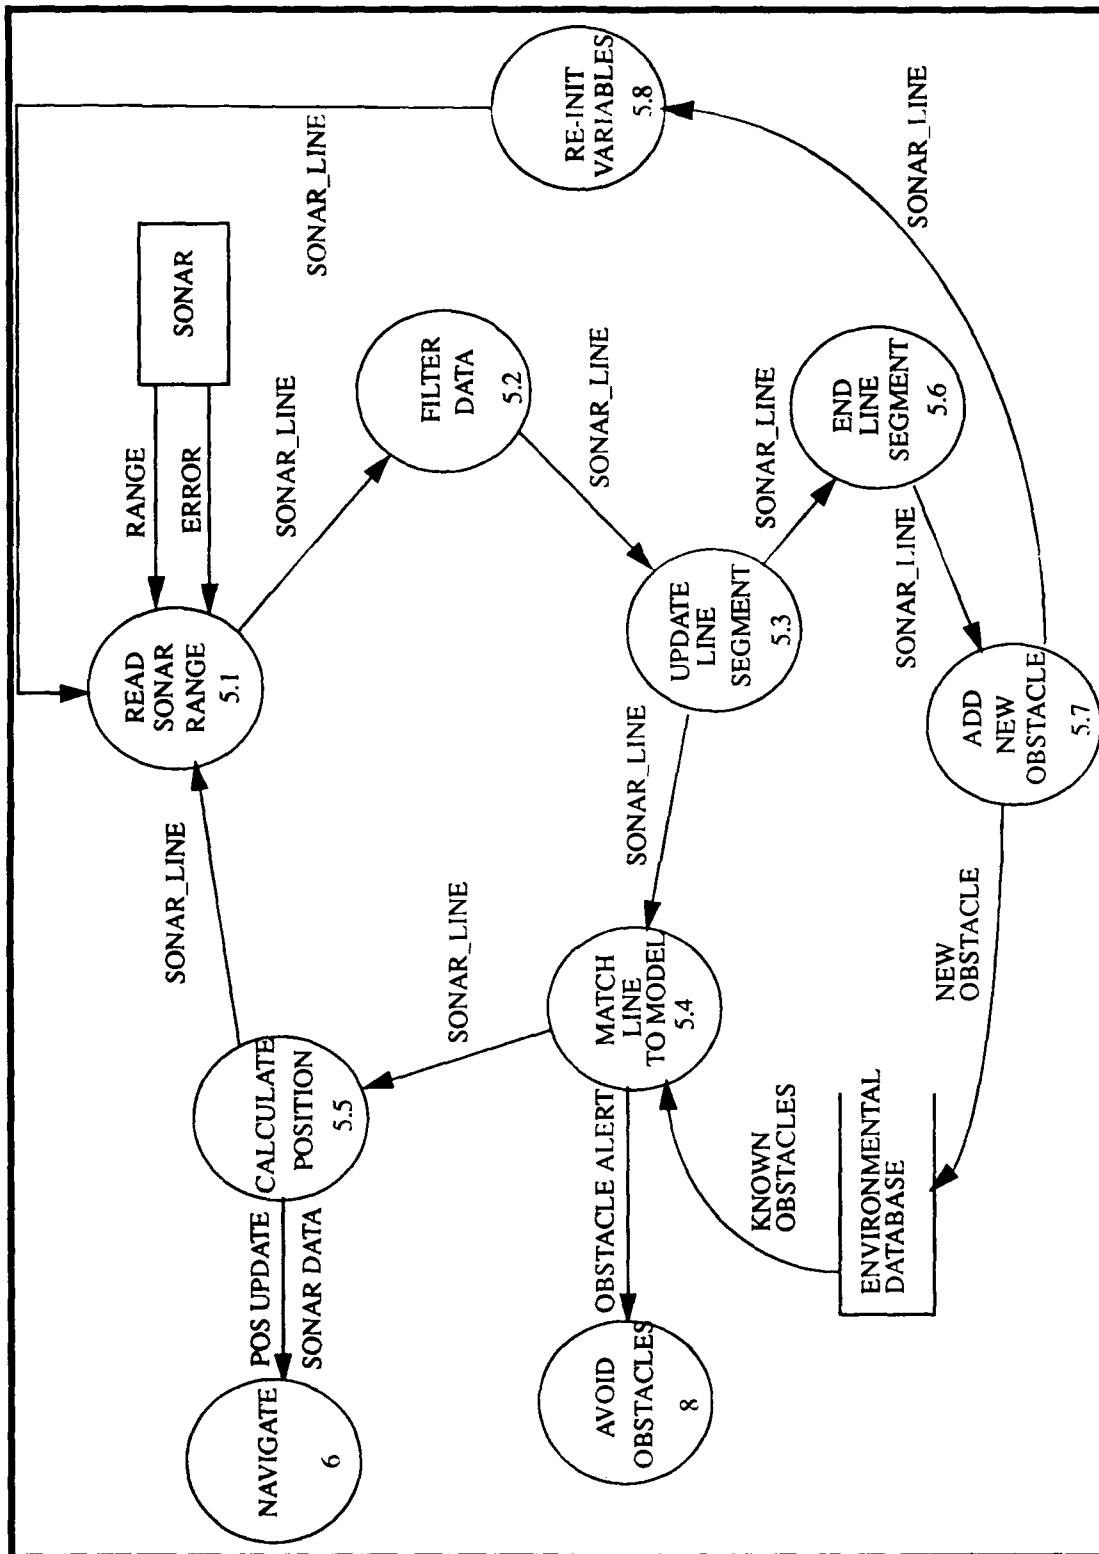 NAVIGATE
6
POS UPDATE
SONAR DATA
CALCULATE
POSITION
5.5
SONAR_LINE
READ
SONAR
RANGE
5.1
RANGE
ERROR
SONAR
SONAR_LINE
SONAR_LINE
FILTER
DATA
5.2
SONAR_LINE
RE-INIT
VARIABLES
5.8
AVOID
OBSTACLES
8
OBSTACLE ALERT
MATCH
LINE
TO MODEL
5.4
SONAR_LINE
SONAR_LINE
UPDATE
LINE
SEGMENT
5.3
SONAR_LINE
END
LINE
SEGMENT
5.6
SONAR_LINE
SONAR_LINE
KNOWN
OBSTACLES
ENVIRONMENTAL
DATABASE
NEW
OBSTACLE
ADD
NEW
OBSTACLE
5.7